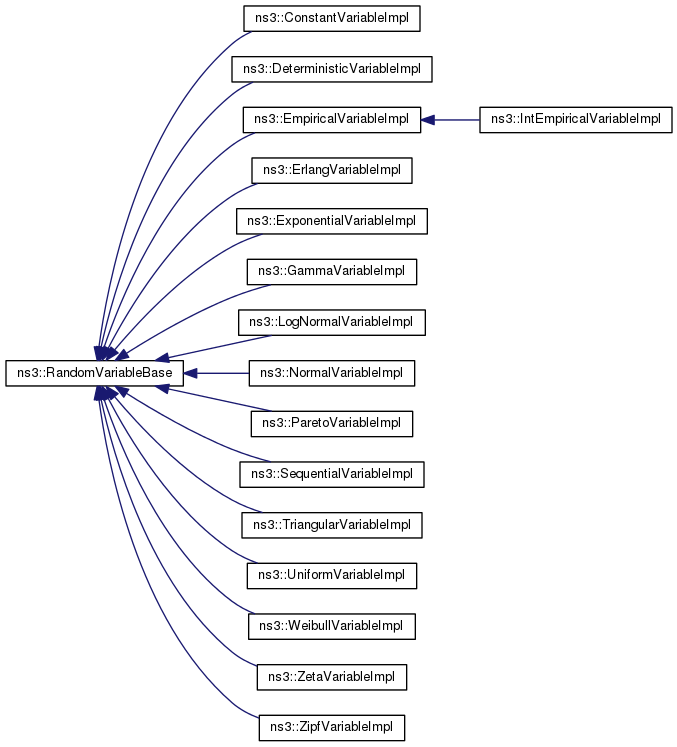 ns3::ConstantVariableImpl
ns3::DeterministicVariableImpl
ns3::EmpiricalVariableImpl
ns3::IntEmpiricalVariableImpl
ns3::ErlangVariableImpl
ns3::ExponentialVariableImpl
ns3::GammaVariableImpl
ns3::LogNormalVariableImpl
ns3::RandomVariableBase
ns3::NormalVariableImpl
ns3::ParetoVariableImpl
ns3::SequentialVariableImpl
ns3::TriangularVariableImpl
ns3::UniformVariableImpl
ns3::WeibullVariableImpl
ns3::ZetaVariableImpl
ns3::ZipfVariableImpl